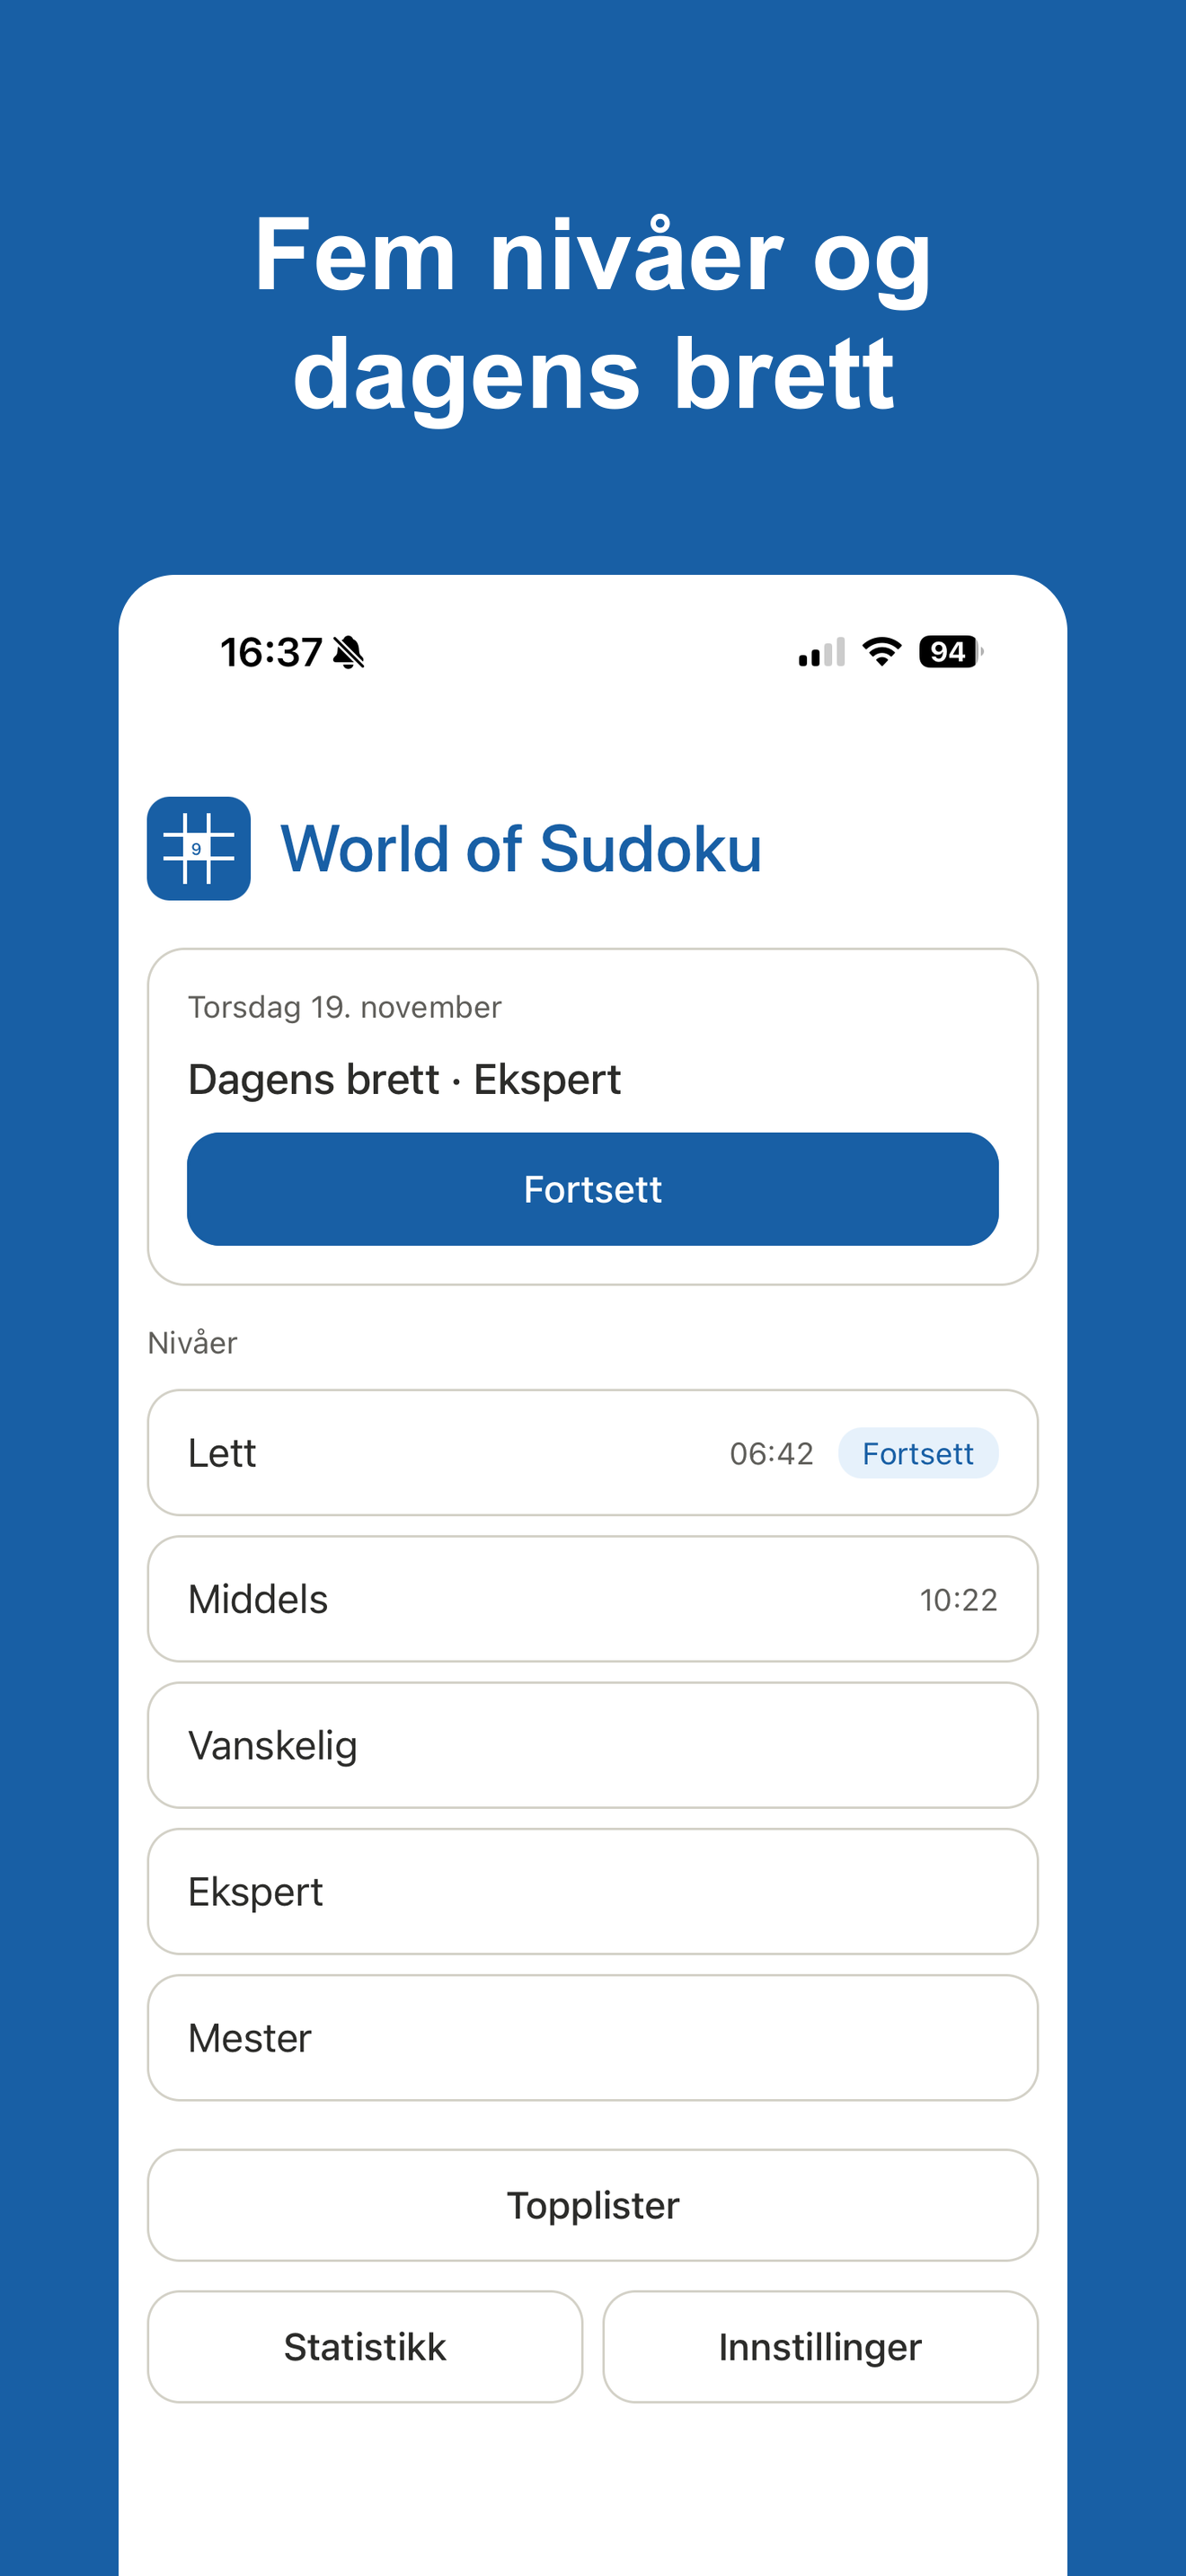 Fem nivåer og
dagens brett
16:37
94
9
World of Sudoku
Torsdag 19. november
Dagens brett · Ekspert
Fortsett
Nivåer
Lett 06:42 Fortsett
Middels 10:22
Vanskelig
Ekspert
Mester
Topplister
Statistikk Innstillinger